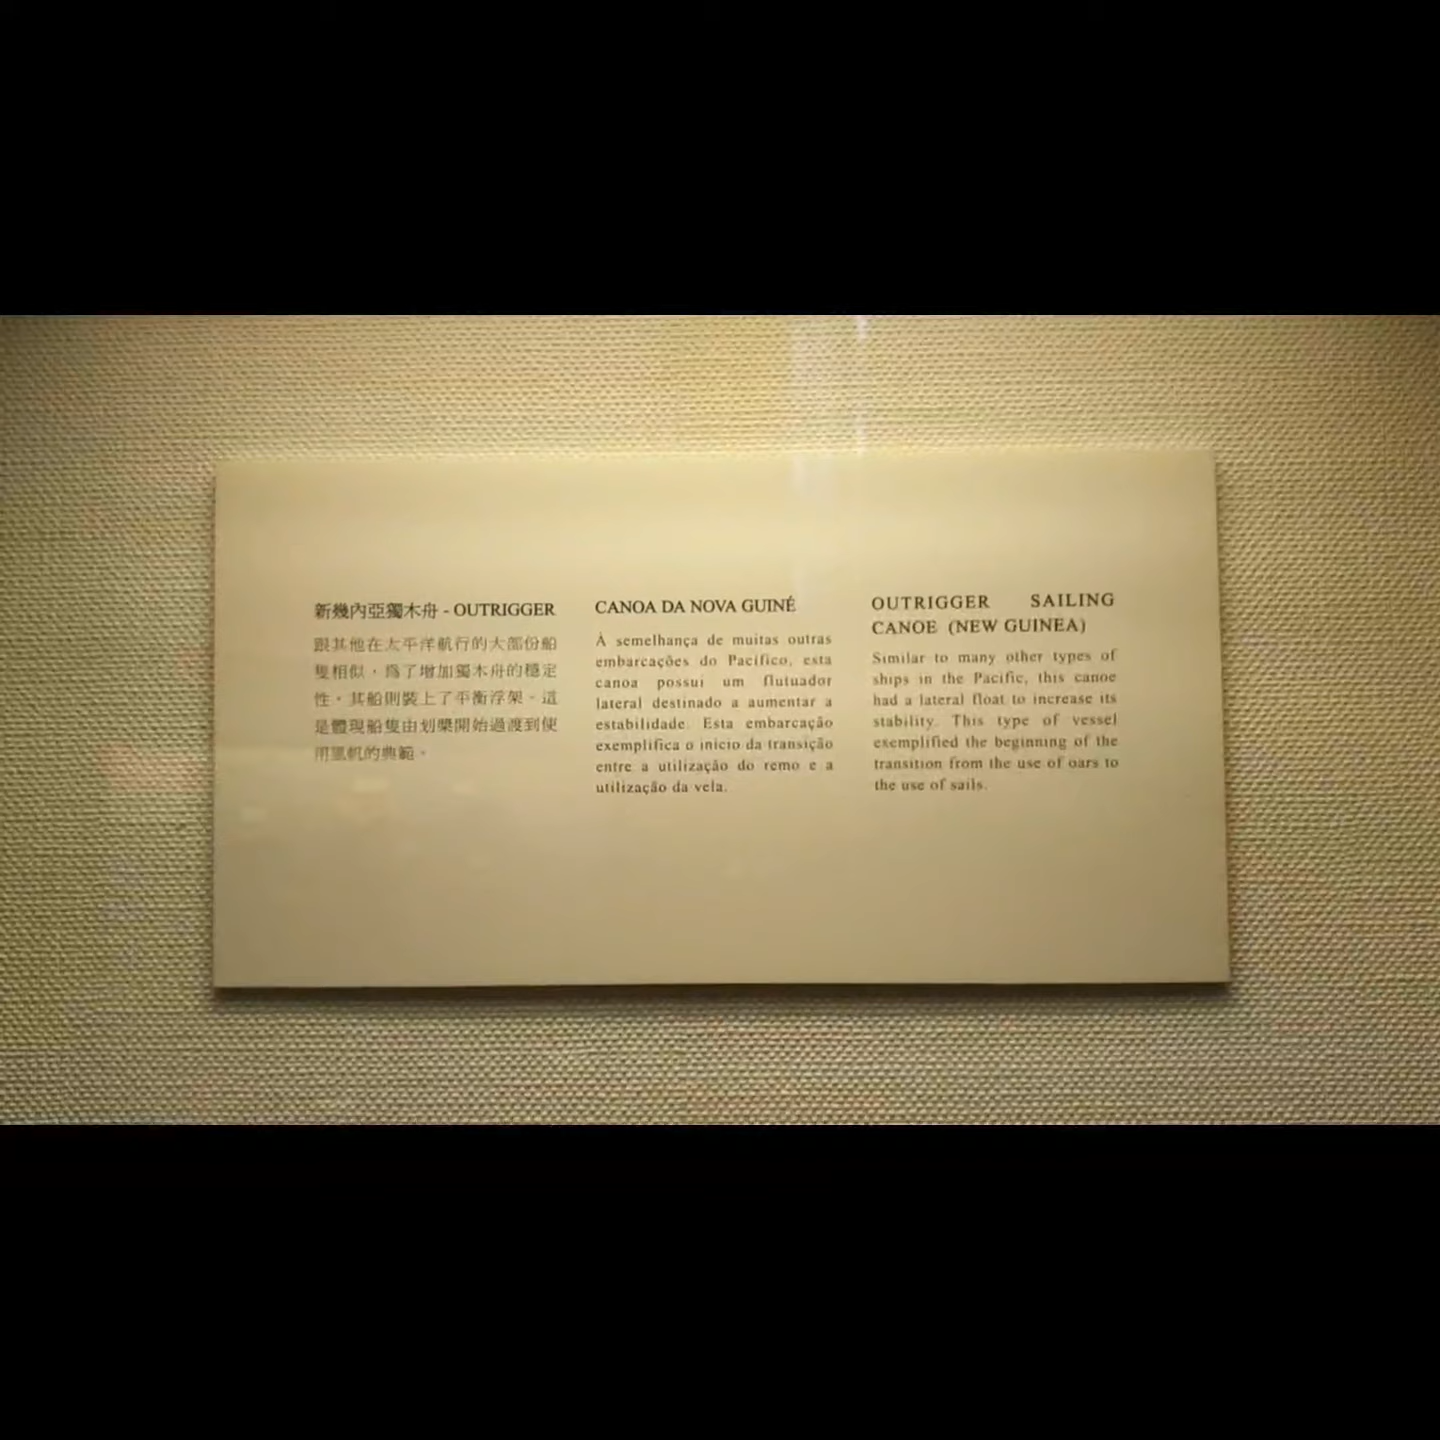 新幾內亞獨木舟 - OUTRIGGER
跟其他在太平洋航行的大部份船
隻相似，為了增加獨木舟的穩定
性，其船則裝上了平衡浮架。這
是體現船隻由划槳開始過渡到使
用風帆的典範。
CANOA DA NOVA GUINÉ
À semelhança de muitas outras
embarcações do Pacífico, esta
canoa possui um flutuador
lateral destinado a aumentar a
estabilidade. Esta embarcação
exemplifica o início da transição
entre a utilização do remo e a
utilização da vela.
OUTRIGGER SAILING
CANOE (NEW GUINEA)
Similar to many other types of
ships in the Pacific, this canoe
had a lateral float to increase its
stability. This type of vessel
exemplified the beginning of the
transition from the use of oars to
the use of sails.